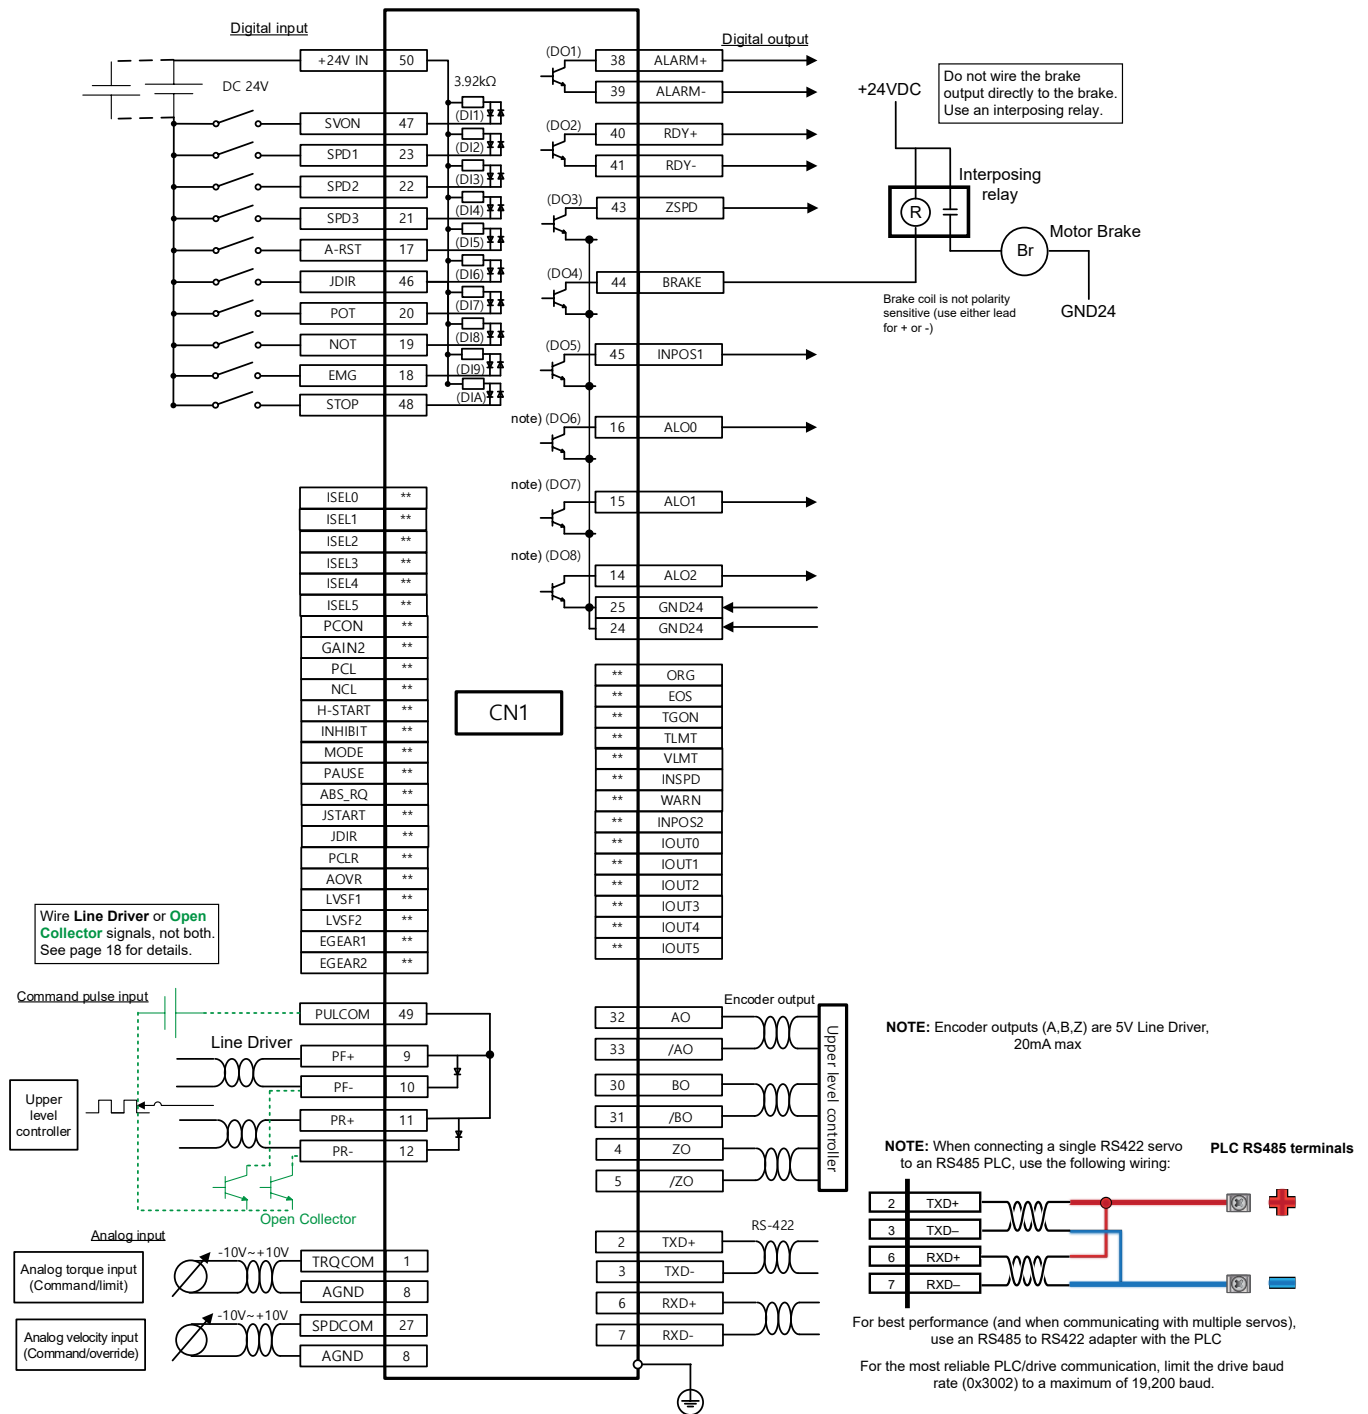 Digital input
+24V IN 50
DC 24V
3.92kΩ
(DI1)
SVON 47
(DI2)
SPD1 23
(DI3)
SPD2 22
(DI4)
SPD3 21
(DI5)
A-RST 17
(DI6)
JDIR 46
(DI7)
POT 20
(DI8)
NOT 19
(DI9)
EMG 18
(DIA)
STOP 48
Digital output
(DO1)
38 ALARM+
39 ALARM-
(DO2)
40 RDY+
41 RDY-
(DO3)
43 ZSPD
(DO4)
44 BRAKE
(DO5)
45 INPOS1
note) (DO6)
16 ALO0
note) (DO7)
15 ALO1
note) (DO8)
14 ALO2
25 GND24
24 GND24
+24VDC
Do not wire the brake
output directly to the brake.
Use an interposing relay.
Interposing
relay
R
Motor Brake
Br
GND24
Brake coil is not polarity
sensitive (use either lead
for + or -)
ISEL0 **
ISEL1 **
ISEL2 **
ISEL3 **
ISEL4 **
ISEL5 **
PCON **
GAIN2 **
PCL **
NCL **
H-START **
INHIBIT **
MODE **
PAUSE **
ABS_RQ **
JSTART **
JDIR **
PCLR **
AOVR **
LVSF1 **
LVSF2 **
EGEAR1 **
EGEAR2 **
CN1
** ORG
** EOS
** TGON
** TLMT
** VLMT
** INSPD
** WARN
** INPOS2
** IOUT0
** IOUT1
** IOUT2
** IOUT3
** IOUT4
** IOUT5
Wire Line Driver or Open
Collector signals, not both.
See page 18 for details.
Command pulse input
PULCOM 49
Line Driver
PF+ 9
PF- 10
PR+ 11
PR- 12
Upper
level
controller
Open Collector
Analog input
Analog torque input
(Command/limit)
-10V~+10V
TRQCOM 1
AGND 8
Analog velocity input
(Command/override)
-10V~+10V
SPDCOM 27
AGND 8
Encoder output
32 AO
33 /AO
30 BO
31 /BO
4 ZO
5 /ZO
Upper level controller
RS-422
2 TXD+
3 TXD-
6 RXD+
7 RXD-
NOTE: Encoder outputs (A,B,Z) are 5V Line Driver,
20mA max
NOTE: When connecting a single RS422 servo
to an RS485 PLC, use the following wiring:
PLC RS485 terminals
2 TXD+
3 TXD–
6 RXD+
7 RXD–
For best performance (and when communicating with multiple servos),
use an RS485 to RS422 adapter with the PLC
For the most reliable PLC/drive communication, limit the drive baud
rate (0x3002) to a maximum of 19,200 baud.